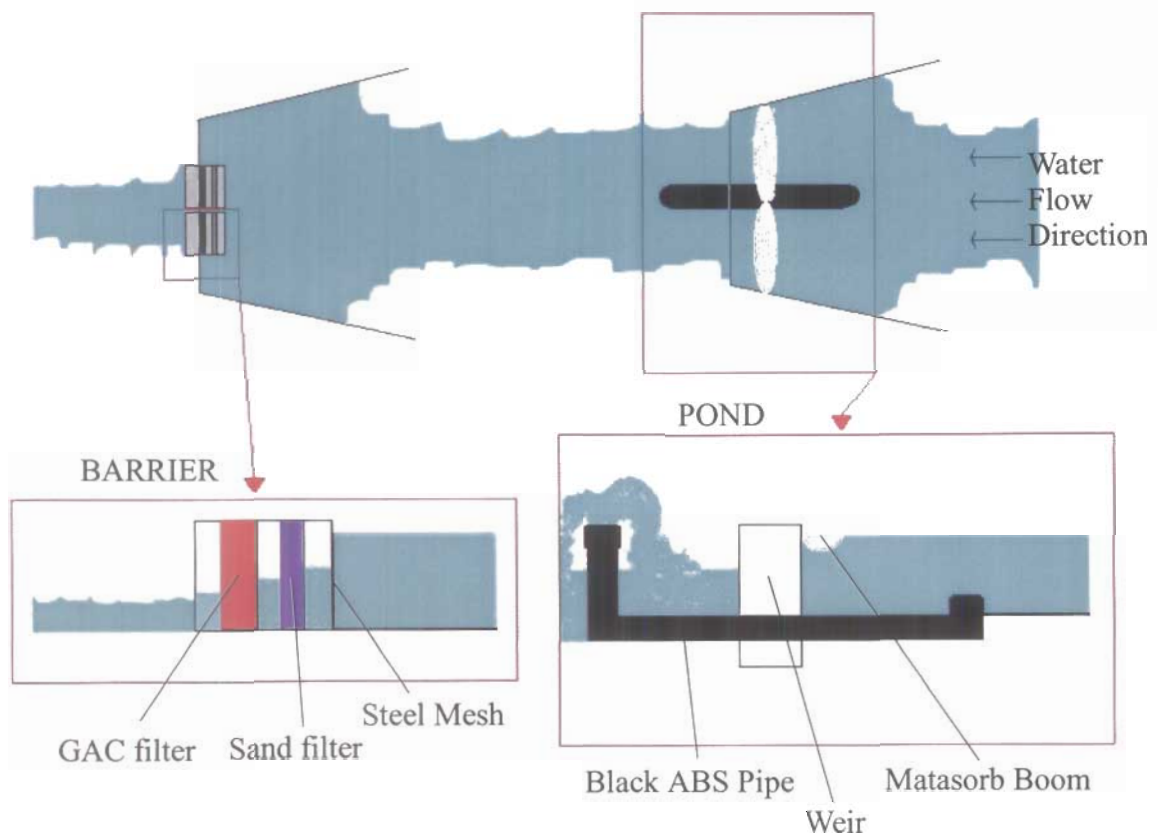 Water
Flow
Direction
POND
BARRIER
Steel Mesh
GAC filter
Sand filter
Black ABS Pipe
Matasorb Boom
Weir